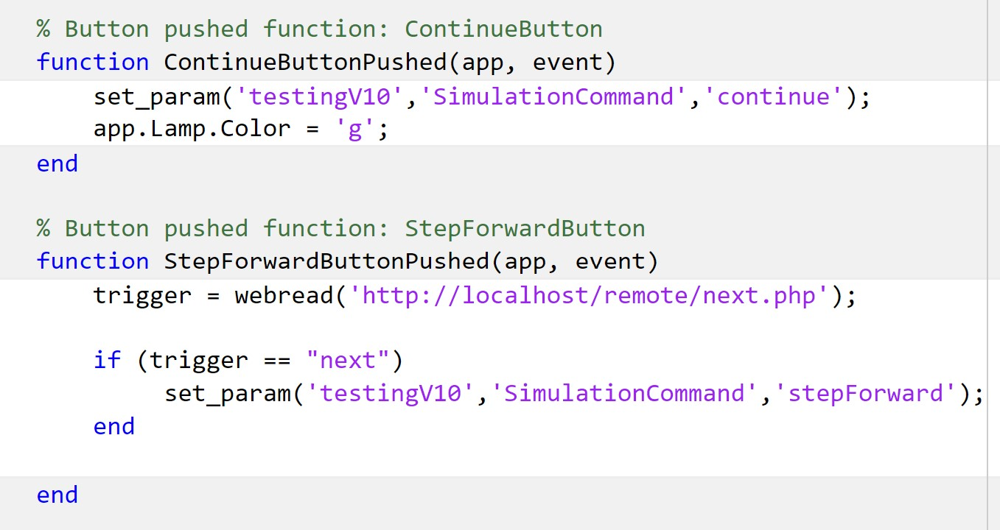 % Button pushed function: ContinueButton
function ContinueButtonPushed(app, event)
set_param('testingV10','SimulationCommand','continue');
app.Lamp.Color = 'g';
end
% Button pushed function: StepForwardButton
function StepForwardButtonPushed(app, event)
trigger = webread('http://localhost/remote/next.php');
if (trigger == "next")
set_param('testingV10','SimulationCommand','stepForward');
end
end